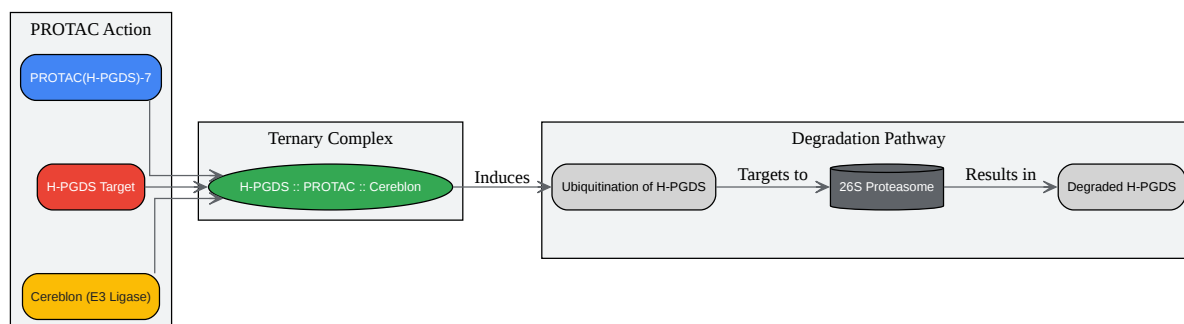 PROTAC Action
PROTAC(H-PGDS)-7
H-PGDS Target
Cereblon (E3 Ligase)
Ternary Complex
H-PGDS :: PROTAC :: Cereblon
Induces
Degradation Pathway
Ubiquitination of H-PGDS
Targets to
26S Proteasome
Results in
Degraded H-PGDS